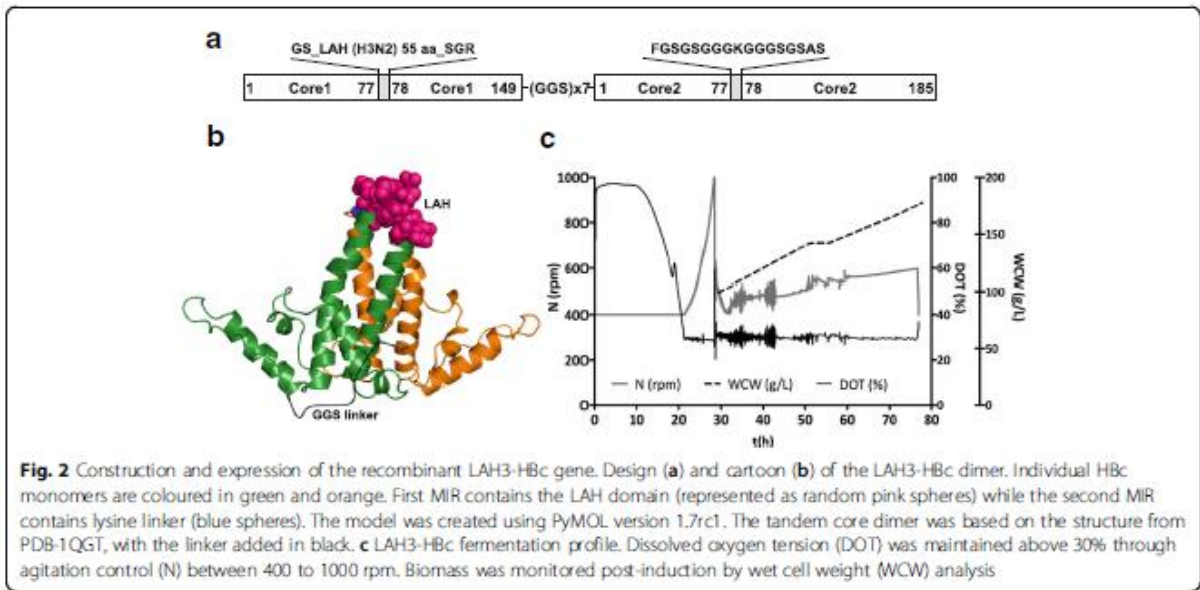 a
GS_LAH (H3N2) 55 aa_SGR
FGSGSGGGKGGGSGSAS
1 Core1 77 78 Core1 149 (GGS)x7 1 Core2 77 78 Core2 185
b
LAH
GGS linker
c
1000
800
600
400
200
0
N (rpm)
100
80
60
40
20
0
DOT (%)
200
150
100
50
0
WCW (g/L)
N (rpm) WCW (g/L) DOT (%)
0 10 20 30 40 50 60 70 80
t(h)
Fig. 2 Construction and expression of the recombinant LAH3-HBc gene. Design (a) and cartoon (b) of the LAH3-HBc dimer. Individual HBc
monomers are coloured in green and orange. First MIR contains the LAH domain (represented as random pink spheres) while the second MIR
contains lysine linker (blue spheres). The model was created using PyMOL version 1.7rc1. The tandem core dimer was based on the structure from
PDB-1QGT, with the linker added in black. c LAH3-HBc fermentation profile. Dissolved oxygen tension (DOT) was maintained above 30% through
agitation control (N) between 400 to 1000 rpm. Biomass was monitored post-induction by wet cell weight (WCW) analysis